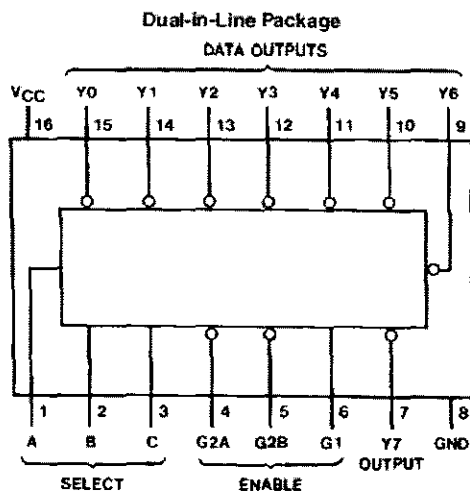 Dual-in-Line Package
DATA OUTPUTS
VCC Y0 Y1 Y2 Y3 Y4 Y5 Y6
16 15 14 13 12 11 10 9
1 2 3 4 5 6 7 8
A B C G2A G2B G1 Y7 GND
OUTPUT
SELECT ENABLE